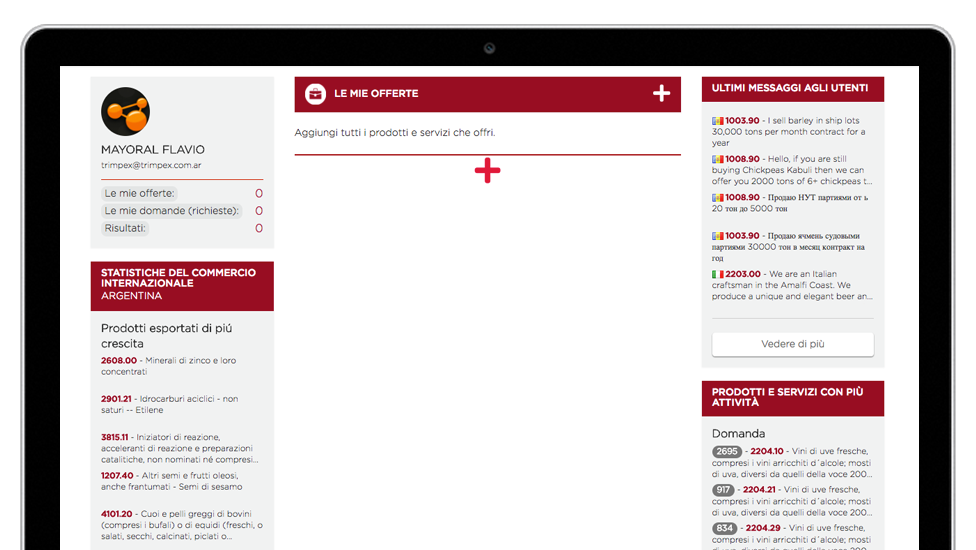 MAYORAL FLAVIO
trimpex@trimpex.com.ar
Le mie offerte: 0
Le mie domande (richieste): 0
Risultati: 0
STATISTICHE DEL COMMERCIO
INTERNAZIONALE
ARGENTINA
Prodotti esportati di piú
crescita
2608.00 - Minerali di zinco e loro
concentrati
2901.21 - Idrocarburi aciclici - non
saturi -- Etilene
3815.11 - Iniziatori di reazione,
acceleranti di reazione e preparazioni
catalitiche, non nominati né compresi...
1207.40 - Altri semi e frutti oleosi,
anche frantumati - Semi di sesamo
4101.20 - Cuoi e pelli greggi di bovini
(compresi i bufali) o di equidi (freschi, o
salati, secchi, calcinati, piclati o...
LE MIE OFFERTE
Aggiungi tutti i prodotti e servizi che offri.
ULTIMI MESSAGGI AGLI UTENTI
1003.90 - I sell barley in ship lots
30,000 tons per month contract for a
year
1008.90 - Hello, if you are still
buying Chickpeas Kabuli then we can
offer you 2000 tons of 6+ chickpeas t...
1008.90 - Продаю НУТ партиями от ь
20 тон до 5000 тон
1003.90 - Продаю ячмень судовыми
партиями 30000 тон в месяц контракт на
год
2203.00 - We are an Italian
craftsman in the Amalfi Coast. We
produce a unique and elegant beer an...
Vedere di più
PRODOTTI E SERVIZI CON PIÙ
ATTIVITÀ
Domanda
2695 - 2204.10 - Vini di uve fresche,
compresi i vini arricchiti d´alcole; mosti
di uva, diversi da quelli della voce 200...
917 - 2204.21 - Vini di uve fresche,
compresi i vini arricchiti d´alcole; mosti
di uva, diversi da quelli della voce 200...
834 - 2204.29 - Vini di uve fresche,
compresi i vini arricchiti d´alcole; mosti